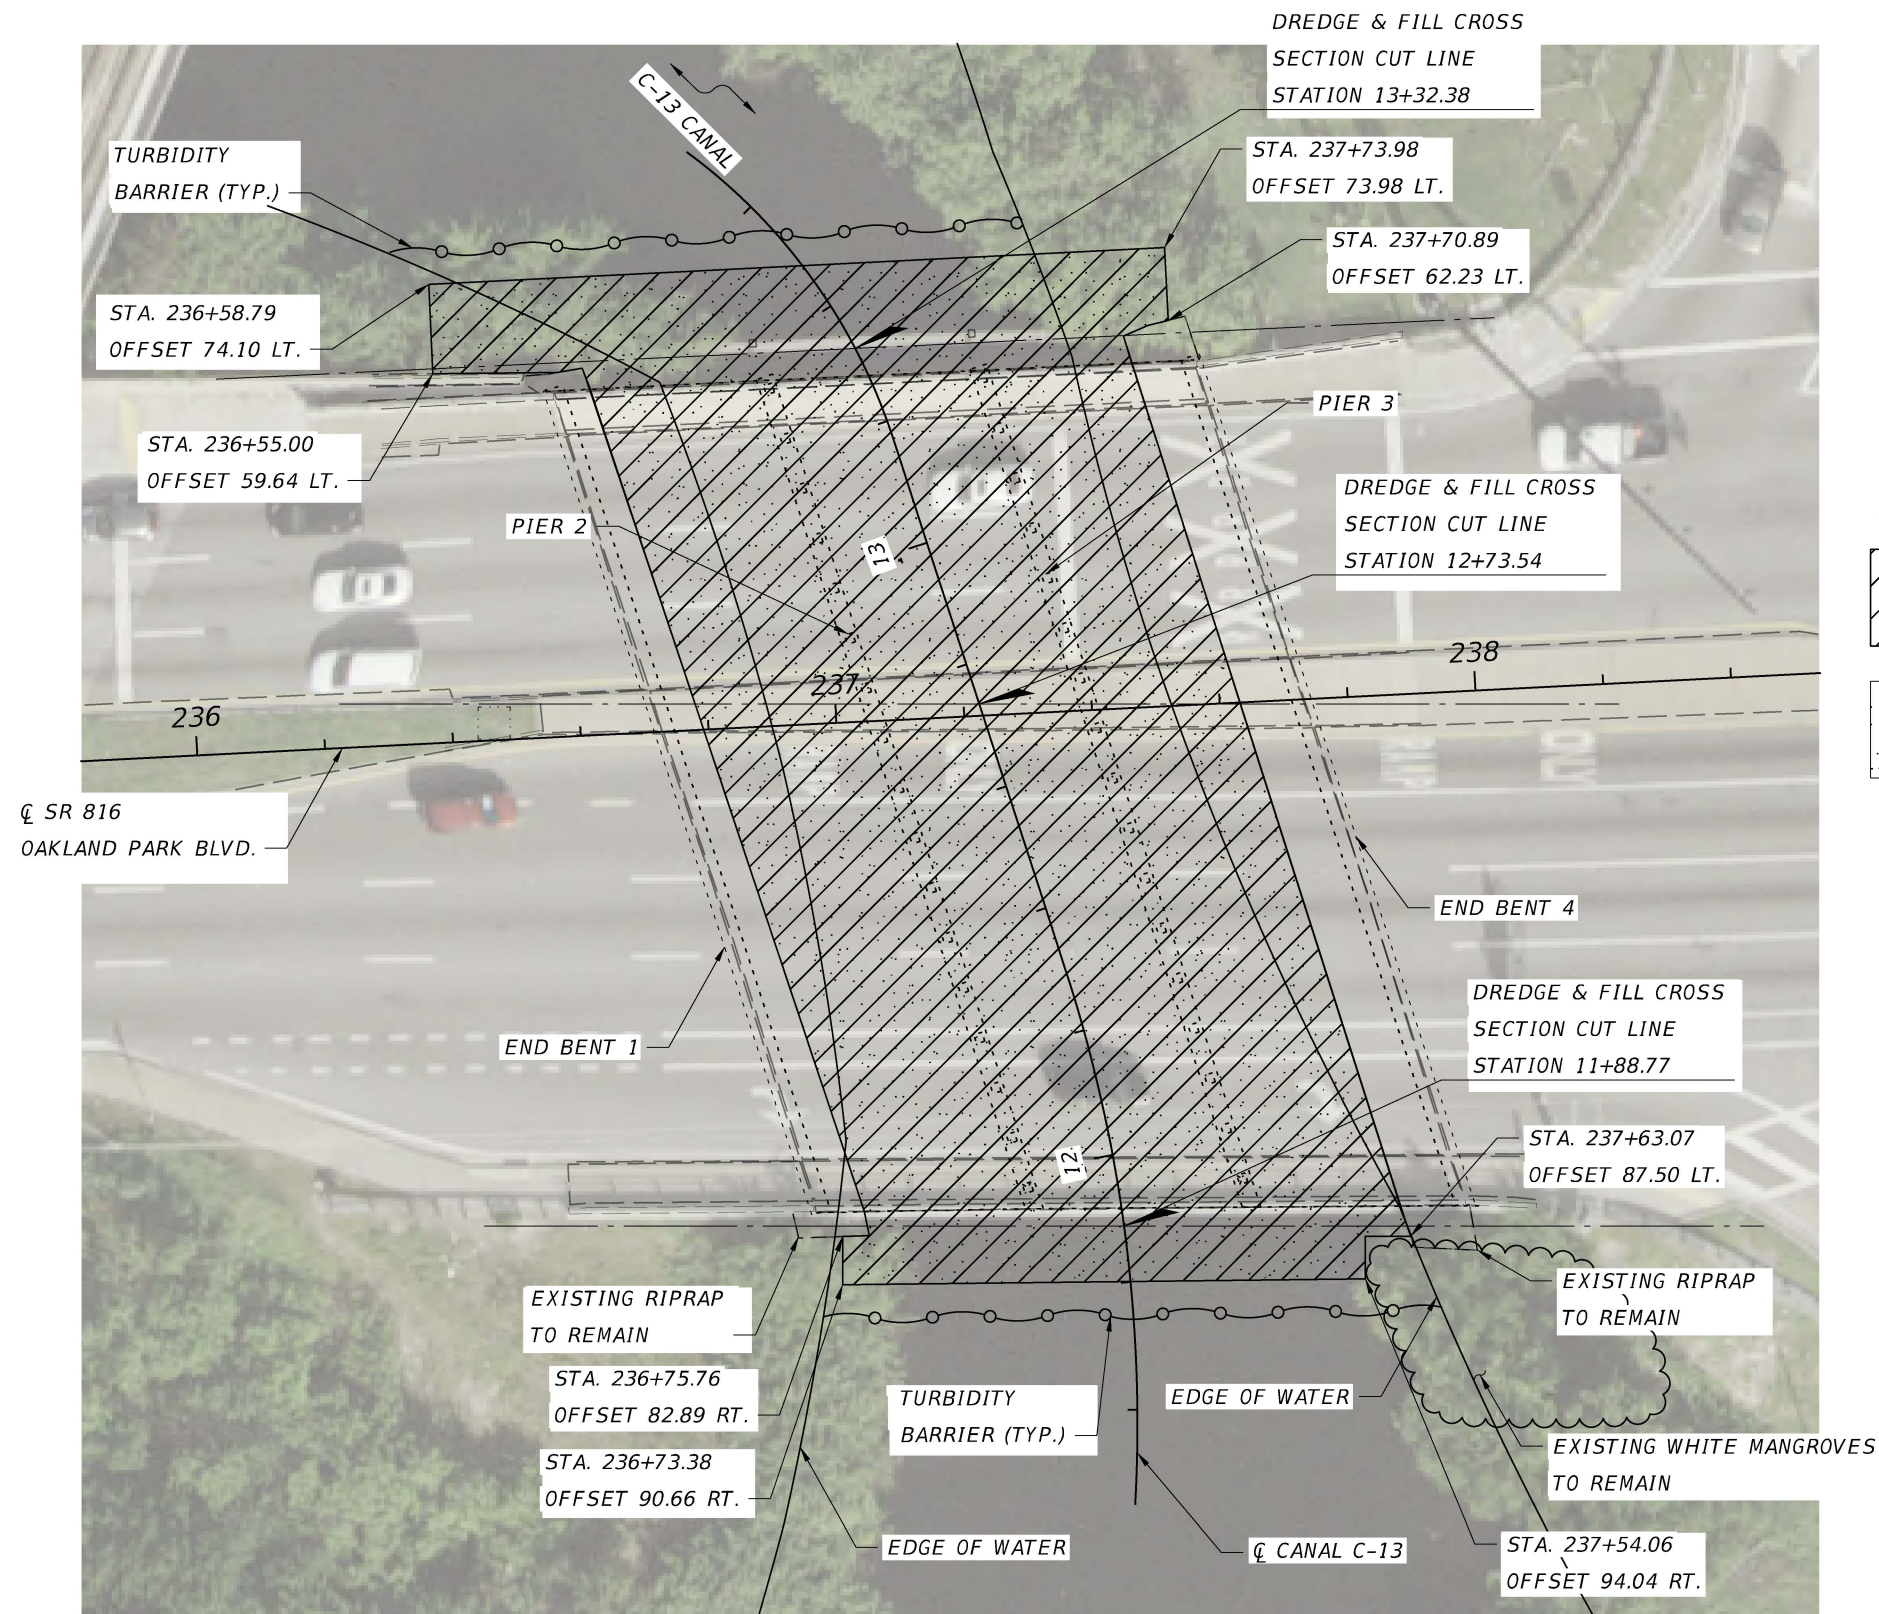 DREDGE & FILL CROSS
SECTION CUT LINE
STATION 13+32.38
C-13 CANAL
TURBIDITY
BARRIER (TYP.)
STA. 237+73.98
OFFSET 73.98 LT.
STA. 237+70.89
OFFSET 62.23 LT.
STA. 236+58.79
OFFSET 74.10 LT.
PIER 3
STA. 236+55.00
OFFSET 59.64 LT.
DREDGE & FILL CROSS
SECTION CUT LINE
STATION 12+73.54
PIER 2
13
238
237
236
ONLY
℄ SR 816
OAKLAND PARK BLVD.
END BENT 4
DREDGE & FILL CROSS
SECTION CUT LINE
STATION 11+88.77
END BENT 1
STA. 237+63.07
OFFSET 87.50 LT.
12
EXISTING RIPRAP
TO REMAIN
EXISTING RIPRAP
TO REMAIN
STA. 236+75.76
OFFSET 82.89 RT.
TURBIDITY
BARRIER (TYP.)
EDGE OF WATER
EXISTING WHITE MANGROVES
TO REMAIN
STA. 236+73.38
OFFSET 90.66 RT.
EDGE OF WATER
℄ CANAL C-13
STA. 237+54.06
OFFSET 94.04 RT.